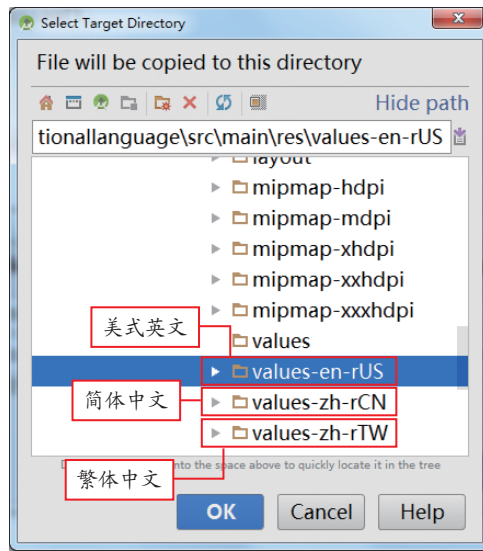 Select Target Directory
File will be copied to this directory
Hide path
tionallanguage\src\main\res\values-en-rUS
layout
mipmap-hdpi
mipmap-mdpi
mipmap-xhdpi
mipmap-xxhdpi
mipmap-xxxhdpi
美式英文
values
values-en-rUS
简体中文
values-zh-rCN
values-zh-rTW
into the space above to quickly locate it in the tree
繁体中文
OK
Cancel
Help